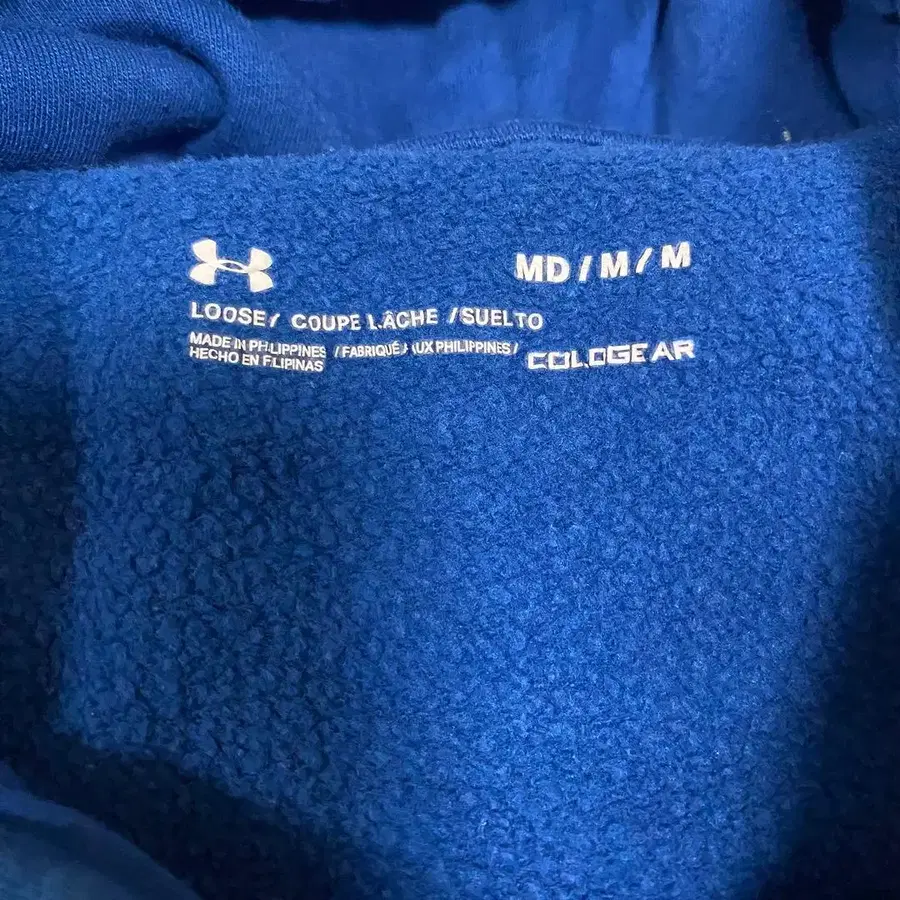 MD / M / M
LOOSE / COUPE LÂCHE / SUELTO
MADE IN PHILIPPINES / FABRIQUÉ AUX PHILIPPINES /
HECHO EN FILIPINAS
COLDGEAR